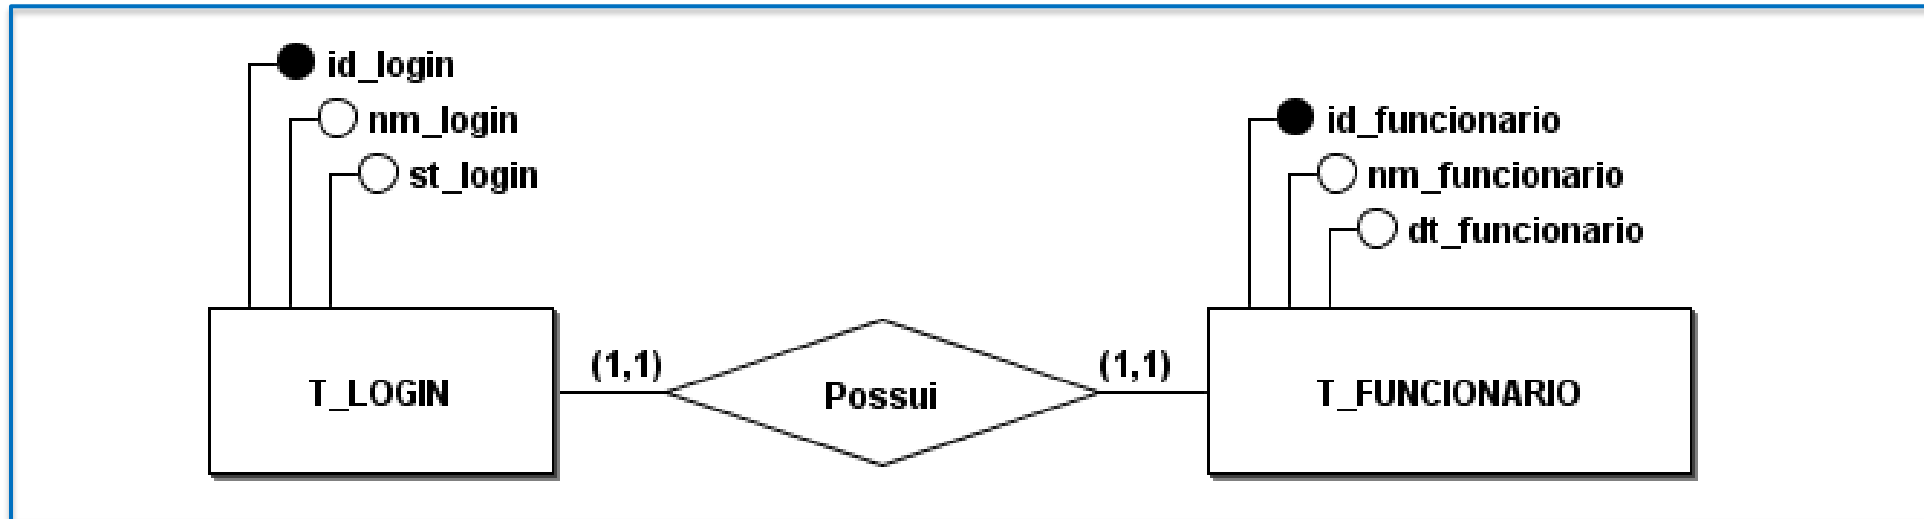 id_login
nm_login
st_login
id_funcionario
nm_funcionario
dt_funcionario
T_LOGIN
(1,1)
Possui
(1,1)
T_FUNCIONARIO